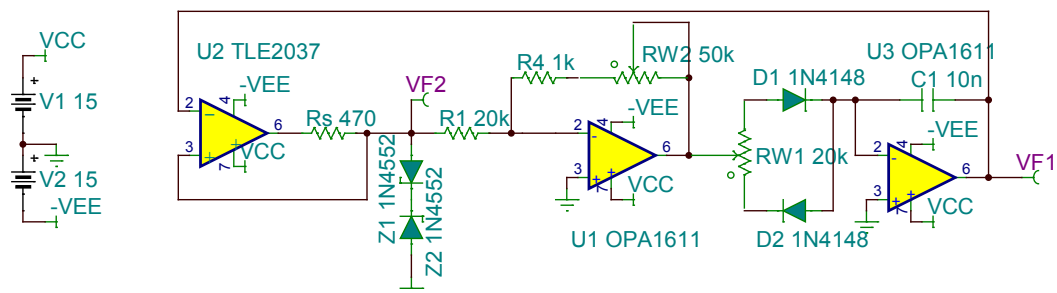 VCC
V1 15
V2 15
-VEE
+
+
U2 TLE2037
-VEE
VCC
2
3
4
6
7
Rs 470
VF2
Z1 1N4552
Z2 1N4552
R1 20k
R4 1k
RW2 50k
-VEE
VCC
2
3
4
6
7
U1 OPA1611
D1 1N4148
RW1 20k
D2 1N4148
U3 OPA1611
C1 10n
-VEE
VCC
2
3
4
6
7
VF1